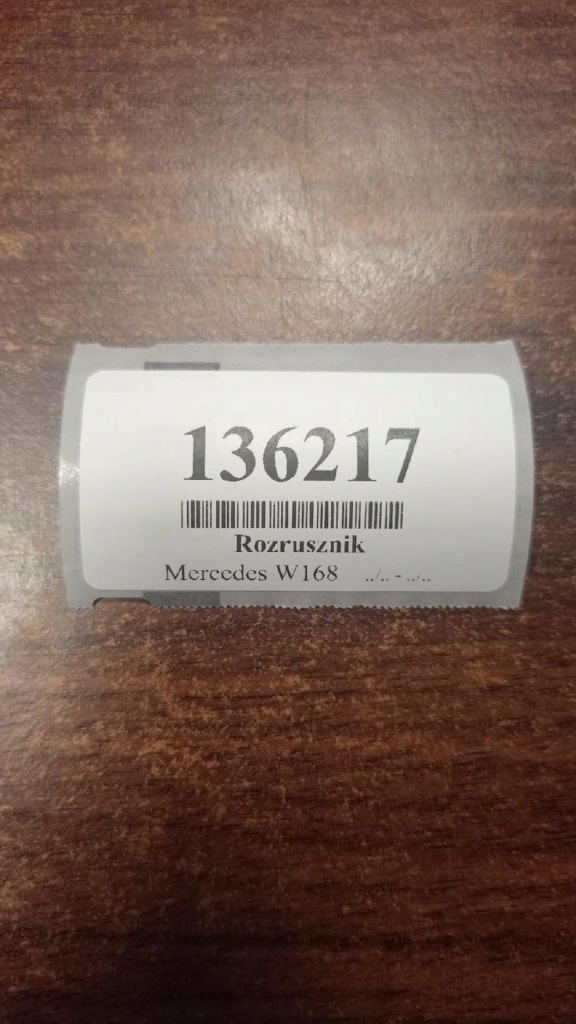 136217
Rozrusznik
Mercedes W168 ../.. - ../..